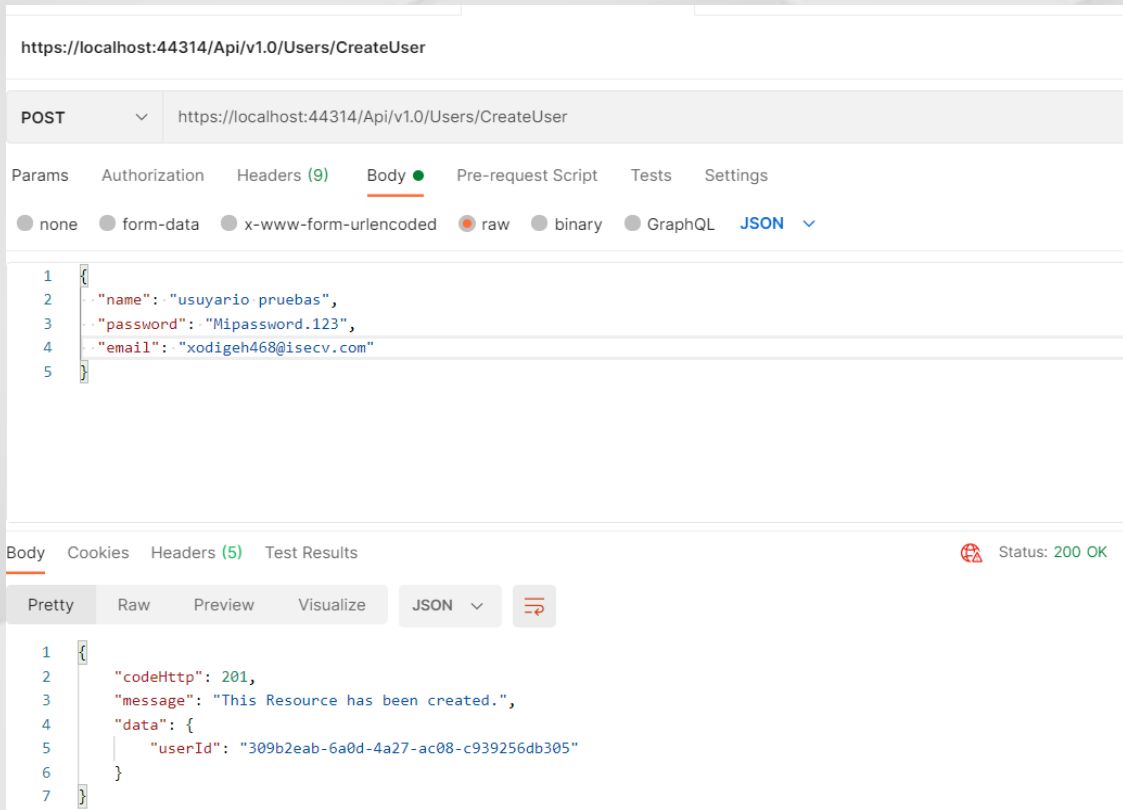 https://localhost:44314/Api/v1.0/Users/CreateUser
POST https://localhost:44314/Api/v1.0/Users/CreateUser
Params Authorization Headers (9) Body Pre-request Script Tests Settings
none form-data x-www-form-urlencoded raw binary GraphQL JSON
1 {
2 "name": "usuyario pruebas",
3 "password": "Mipassword.123",
4 "email": "xodigeh468@isecv.com"
5 }
Body Cookies Headers (5) Test Results Status: 200 OK
Pretty Raw Preview Visualize JSON
1 {
2 "codeHttp": 201,
3 "message": "This Resource has been created.",
4 "data": {
5 "userId": "309b2eab-6a0d-4a27-ac08-c939256db305"
6 }
7 }